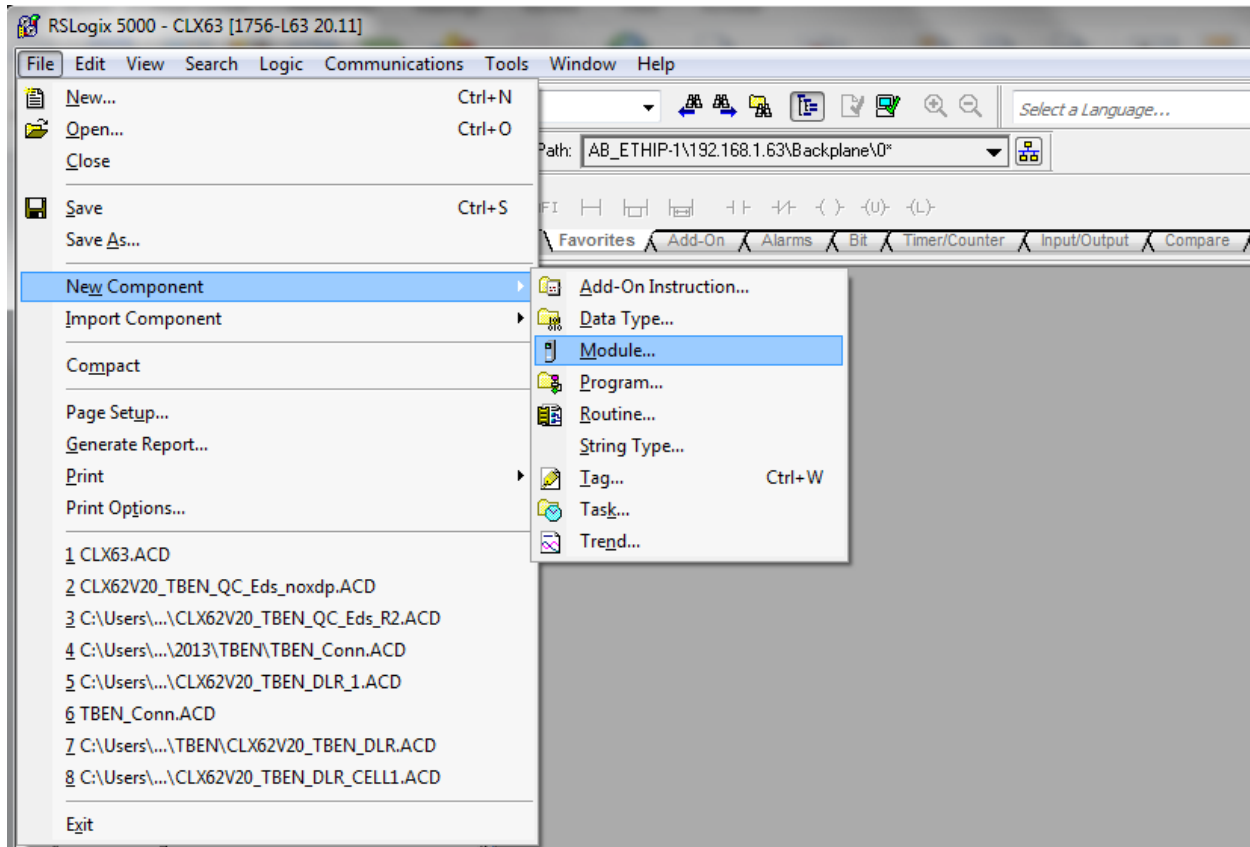 RSLogix 5000 - CLX63 [1756-L63 20.11]
File Edit View Search Logic Communications Tools Window Help
New... Ctrl+N
Open... Ctrl+O
Close
Save Ctrl+S
Save As...
New Component
Import Component
Compact
Page Setup...
Generate Report...
Print
Print Options...
1 CLX63.ACD
2 CLX62V20_TBEN_QC_Eds_noxdp.ACD
3 C:\Users\...\CLX62V20_TBEN_QC_Eds_R2.ACD
4 C:\Users\...\2013\TBEN\TBEN_Conn.ACD
5 C:\Users\...\CLX62V20_TBEN_DLR_1.ACD
6 TBEN_Conn.ACD
7 C:\Users\...\TBEN\CLX62V20_TBEN_DLR.ACD
8 C:\Users\...\CLX62V20_TBEN_DLR_CELL1.ACD
Exit
Select a Language...
Path: AB_ETHIP-1\192.168.1.63\Backplane\0*
Favorites Add-On Alarms Bit Timer/Counter Input/Output Compare
Add-On Instruction...
Data Type...
Module...
Program...
Routine...
String Type...
Tag... Ctrl+W
Task...
Trend...